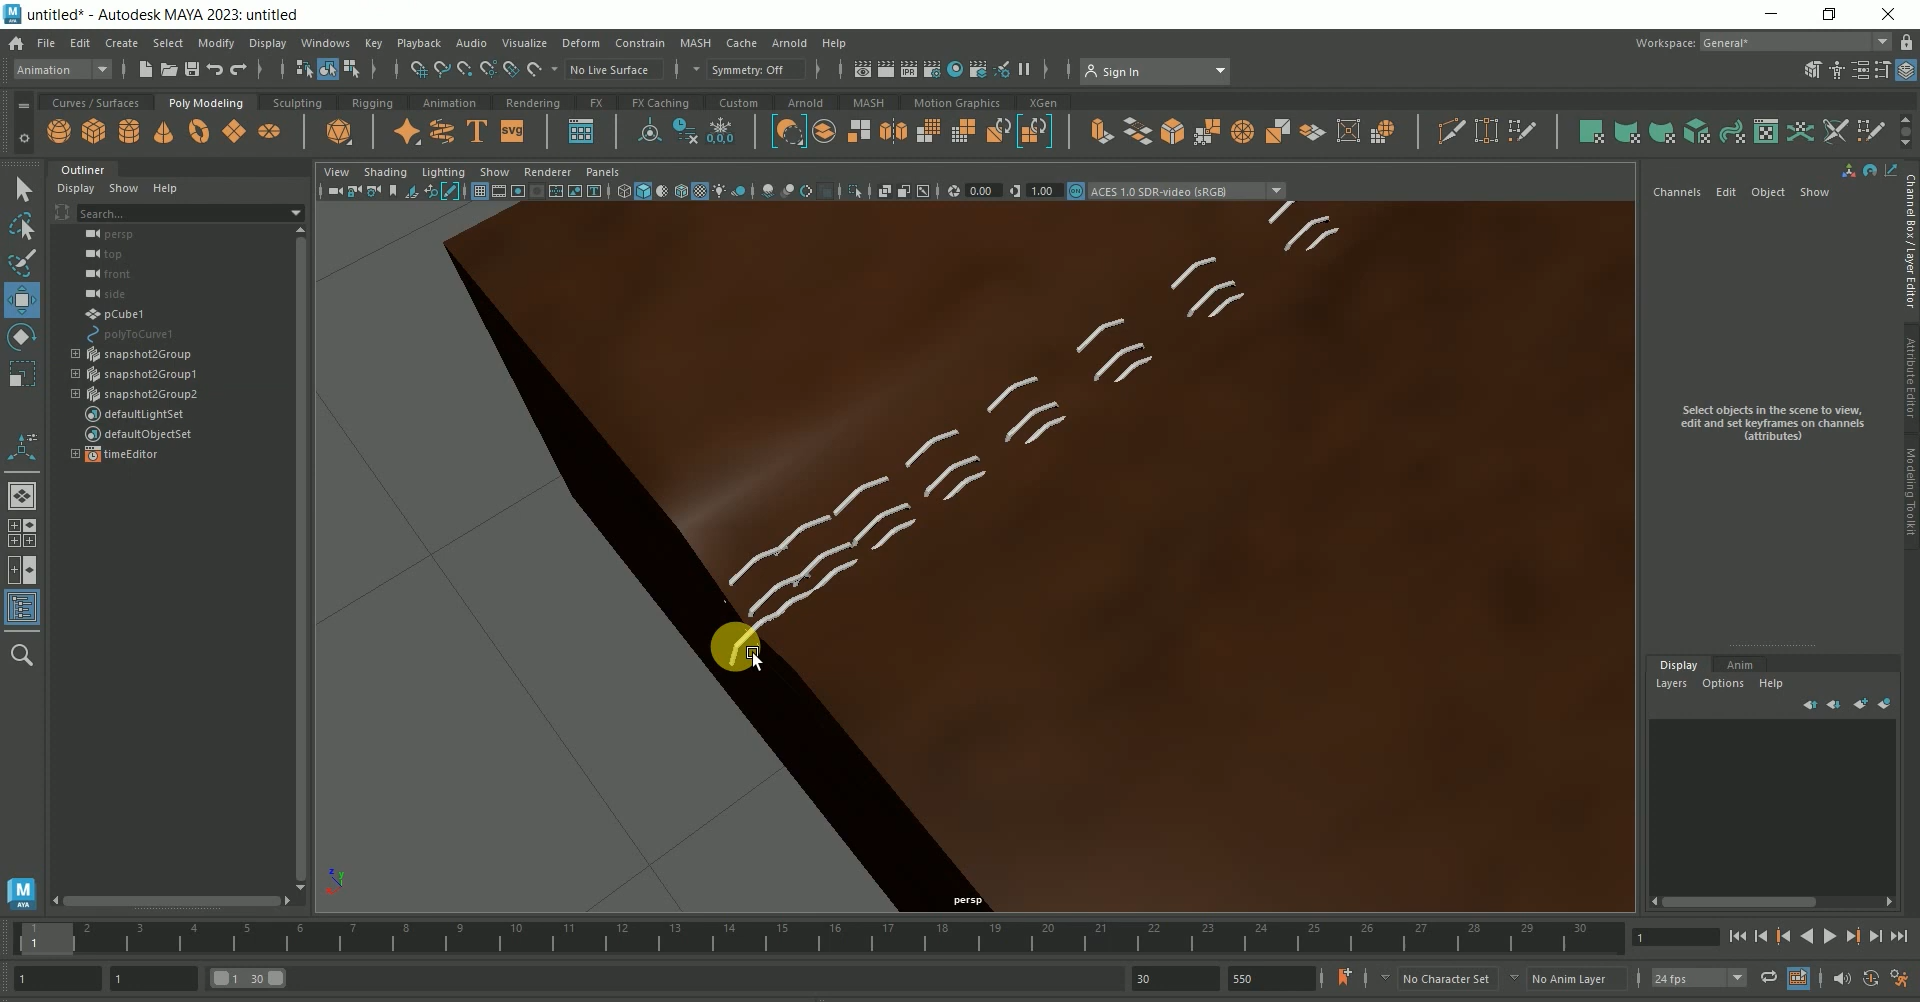 untitled* - Autodesk MAYA 2023: untitled
File Edit Create Select Modify Display Windows Key Playback Audio Visualize Deform Constrain MASH Cache Arnold Help
Workspace: General*
Animation
No Live Surface
Symmetry: Off
IPR
Sign In
Curves / Surfaces Poly Modeling Sculpting Rigging Animation Rendering FX FX Caching Custom Arnold MASH Motion Graphics XGen
SVG
0,0,0
Outliner
Display Show Help
Search...
persp
top
front
side
pCube1
polyToCurve1
snapshot2Group
snapshot2Group1
snapshot2Group2
defaultLightSet
defaultObjectSet
timeEditor
View Shading Lighting Show Renderer Panels
0.00 1.00 ON ACES 1.0 SDR-video (sRGB)
z y
persp
Channels Edit Object Show
Select objects in the scene to view,
edit and set keyframes on channels
(attributes)
Channel Box / Layer Editor
Attribute Editor
Modeling Toolkit
Display Anim
Layers Options Help
M
AYA
1 2 3 4 5 6 7 8 9 10 11 12 13 14 15 16 17 18 19 20 21 22 23 24 25 26 27 28 29 30
1
1
1 1 1 30 30 550 No Character Set No Anim Layer 24 fps